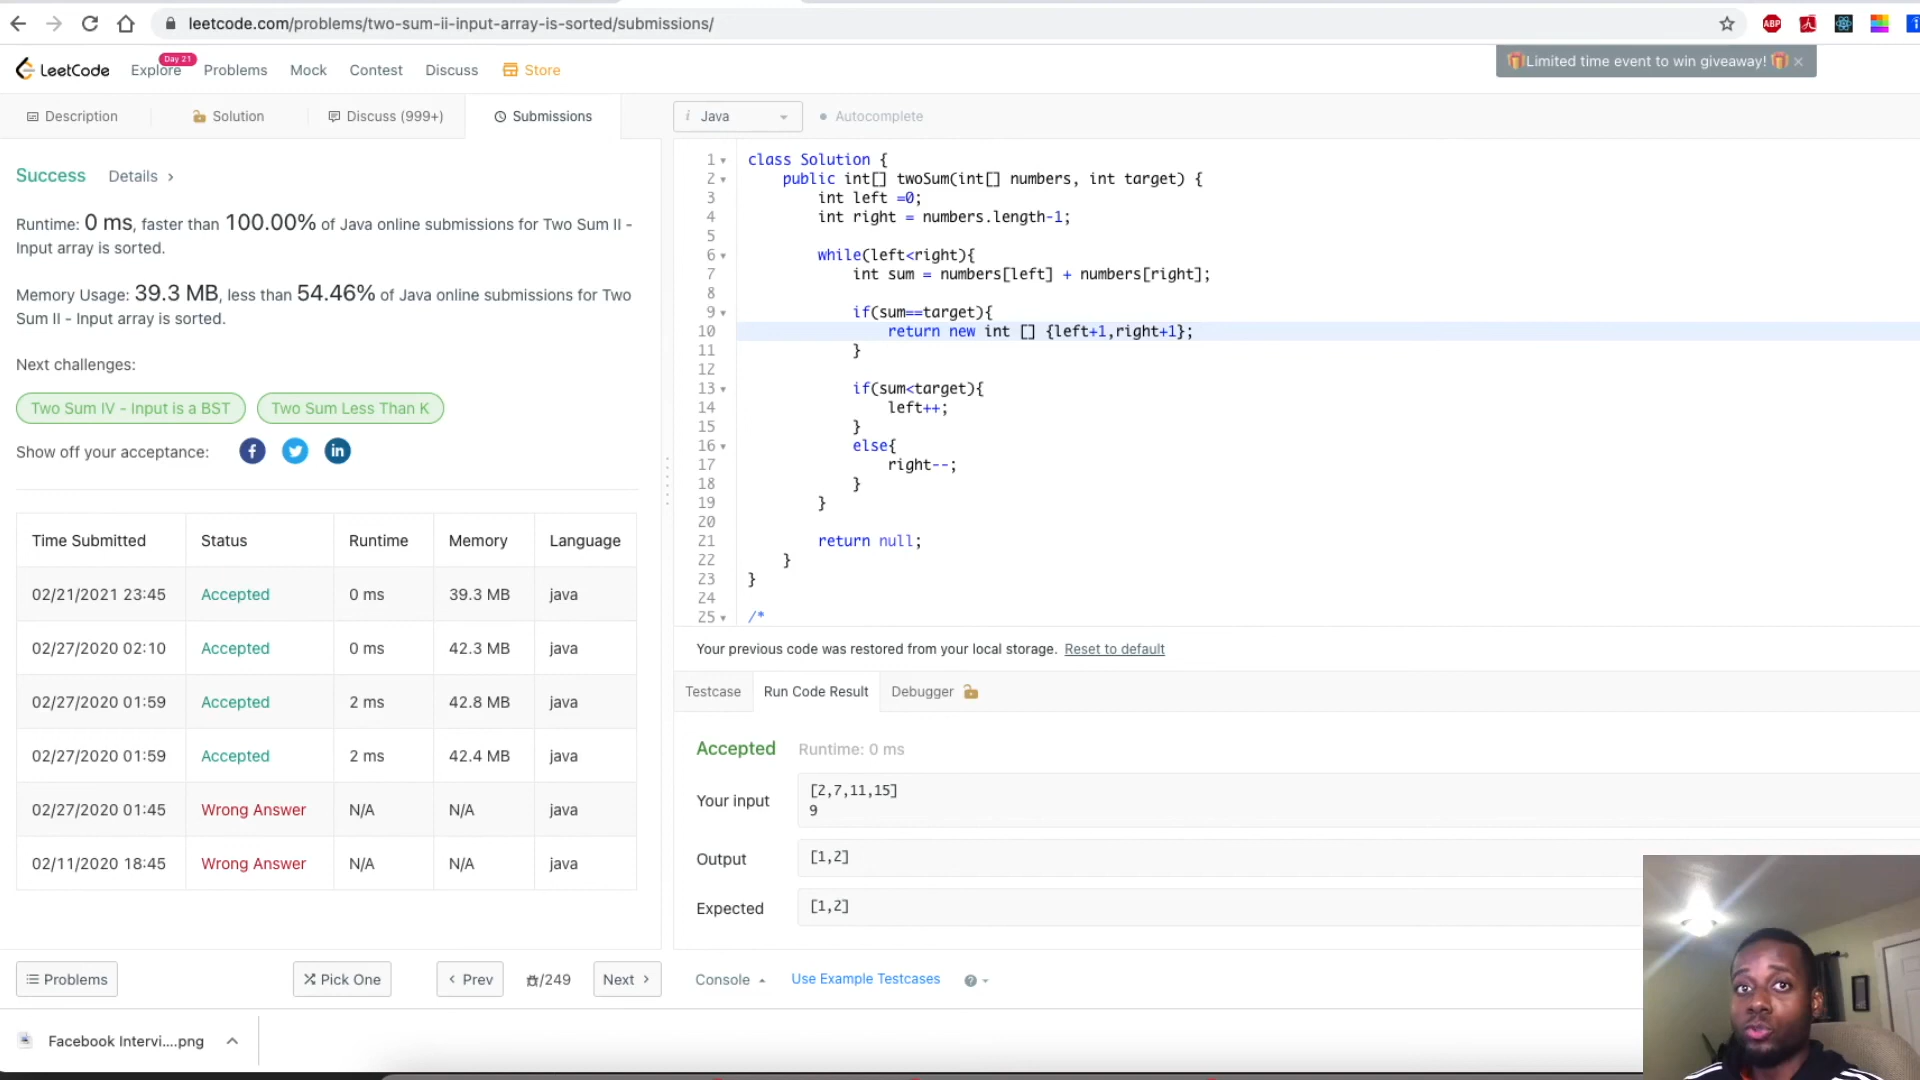 leetcode.com/problems/two-sum-ii-input-array-is-sorted/submissions/
ABP
LeetCode
Explore
Day 21
Problems
Mock
Contest
Discuss
Store
🎁Limited time event to win giveaway! 🎁 ×
Description
Solution
Discuss (999+)
Submissions
i Java
Autocomplete
Success
Details >
Runtime: 0 ms, faster than 100.00% of Java online submissions for Two Sum II -
Input array is sorted.
Memory Usage: 39.3 MB, less than 54.46% of Java online submissions for Two
Sum II - Input array is sorted.
Next challenges:
Two Sum IV - Input is a BST
Two Sum Less Than K
Show off your acceptance:
f
in
Time Submitted Status Runtime Memory Language
02/21/2021 23:45 Accepted 0 ms 39.3 MB java
02/27/2020 02:10 Accepted 0 ms 42.3 MB java
02/27/2020 01:59 Accepted 2 ms 42.8 MB java
02/27/2020 01:59 Accepted 2 ms 42.4 MB java
02/27/2020 01:45 Wrong Answer N/A N/A java
02/11/2020 18:45 Wrong Answer N/A N/A java
1 class Solution {
2 public int[] twoSum(int[] numbers, int target) {
3 int left =0;
4 int right = numbers.length-1;
5
6 while(left<right){
7 int sum = numbers[left] + numbers[right];
8
9 if(sum==target){
10 return new int [] {left+1,right+1};
11 }
12
13 if(sum<target){
14 left++;
15 }
16 else{
17 right--;
18 }
19 }
20
21 return null;
22 }
23 }
24
25 /*
Your previous code was restored from your local storage. Reset to default
Testcase
Run Code Result
Debugger
Accepted Runtime: 0 ms
Your input
[2,7,11,15]
9
Output
[1,2]
Expected
[1,2]
Problems
Pick One
< Prev
/249
Next >
Console
Use Example Testcases
?
Facebook Intervi....png